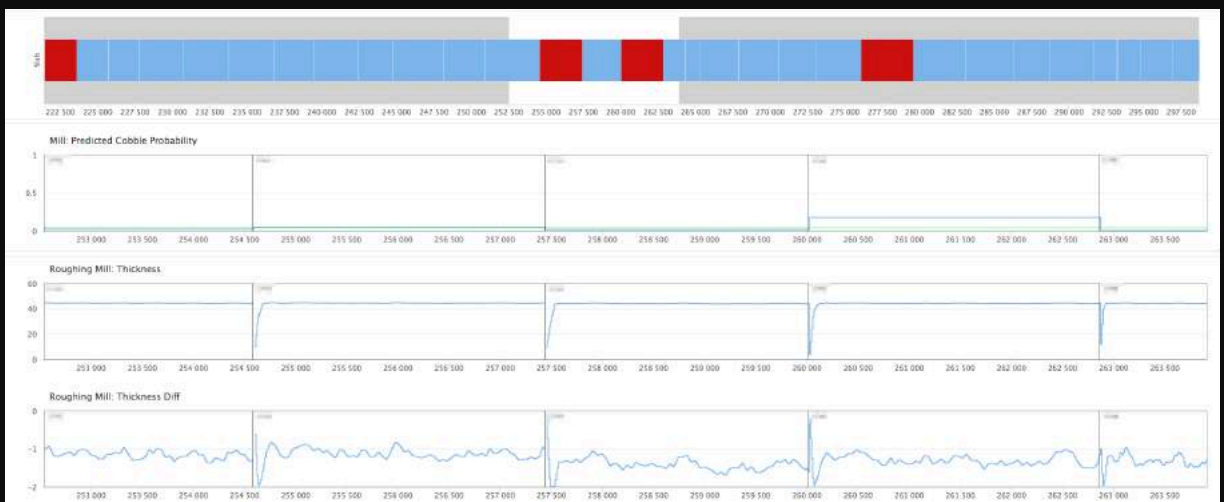 Slab
222 500 225 000 227 500 230 000 232 500 235 000 237 500 240 000 242 500 245 000 247 500 250 000 252 500 255 000 257 500 260 000 262 500 265 000 267 500 270 000 272 500 275 000 277 500 280 000 282 500 285 000 287 500 290 000 292 500 295 000 297 500
Mill: Predicted Cobble Probability
1
0.5
0
253 000 253 500 254 000 254 500 255 000 255 500 256 000 256 500 257 000 257 500 258 000 258 500 259 000 259 500 260 000 260 500 261 000 261 500 262 000 262 500 263 000 263 500
Roughing Mill: Thickness
60
40
20
0
253 000 253 500 254 000 254 500 255 000 255 500 256 000 256 500 257 000 257 500 258 000 258 500 259 000 259 500 260 000 260 500 261 000 261 500 262 000 262 500 263 000 263 500
Roughing Mill: Thickness Diff
0
-1
-2
253 000 253 500 254 000 254 500 255 000 255 500 256 000 256 500 257 000 257 500 258 000 258 500 259 000 259 500 260 000 260 500 261 000 261 500 262 000 262 500 263 000 263 500